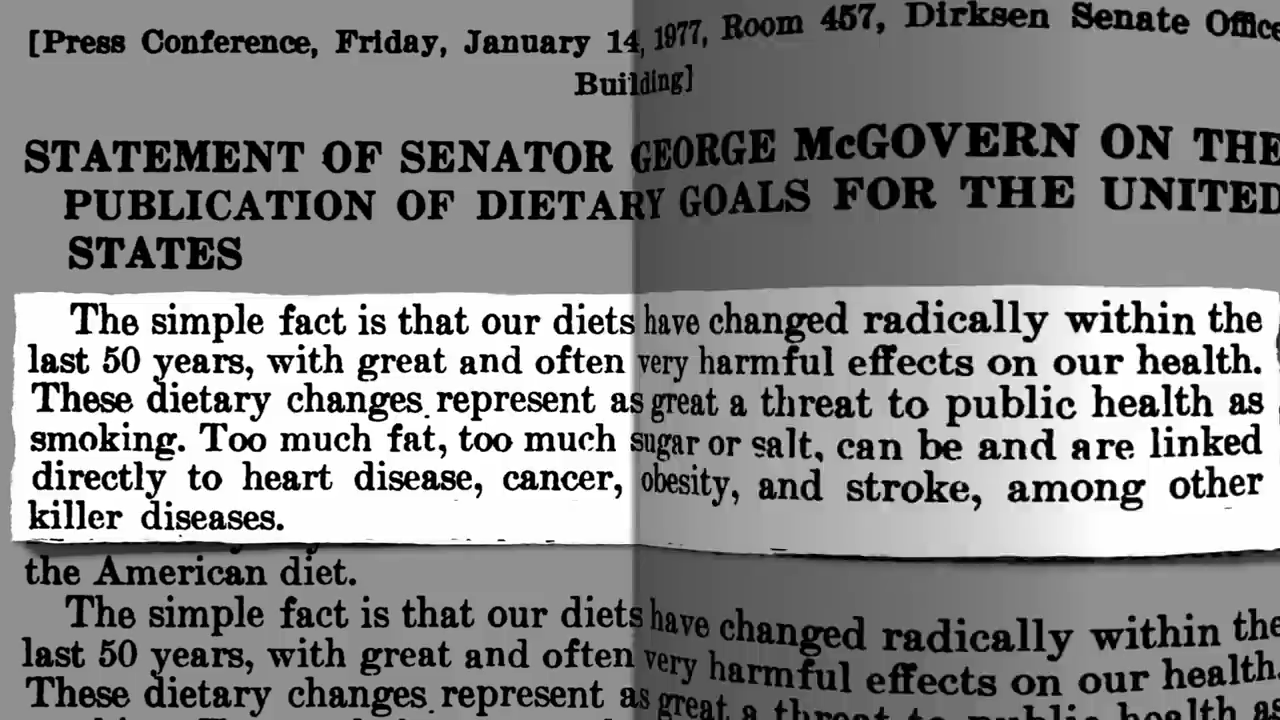 [Press Conference, Friday, January 14, 1977, Room 457, Dirksen Senate Office
Building]
STATEMENT OF SENATOR GEORGE McGOVERN ON THE
PUBLICATION OF DIETARY GOALS FOR THE UNITED
STATES
The simple fact is that our diets have changed radically within the
last 50 years, with great and often very harmful effects on our health.
These dietary changes represent as great a threat to public health as
smoking. Too much fat, too much sugar or salt, can be and are linked
directly to heart disease, cancer, obesity, and stroke, among other
killer diseases.
the American diet.
The simple fact is that our diets have changed radically within the
last 50 years, with great and often very harmful effects on our health.
These dietary changes represent as great a threat to public health as